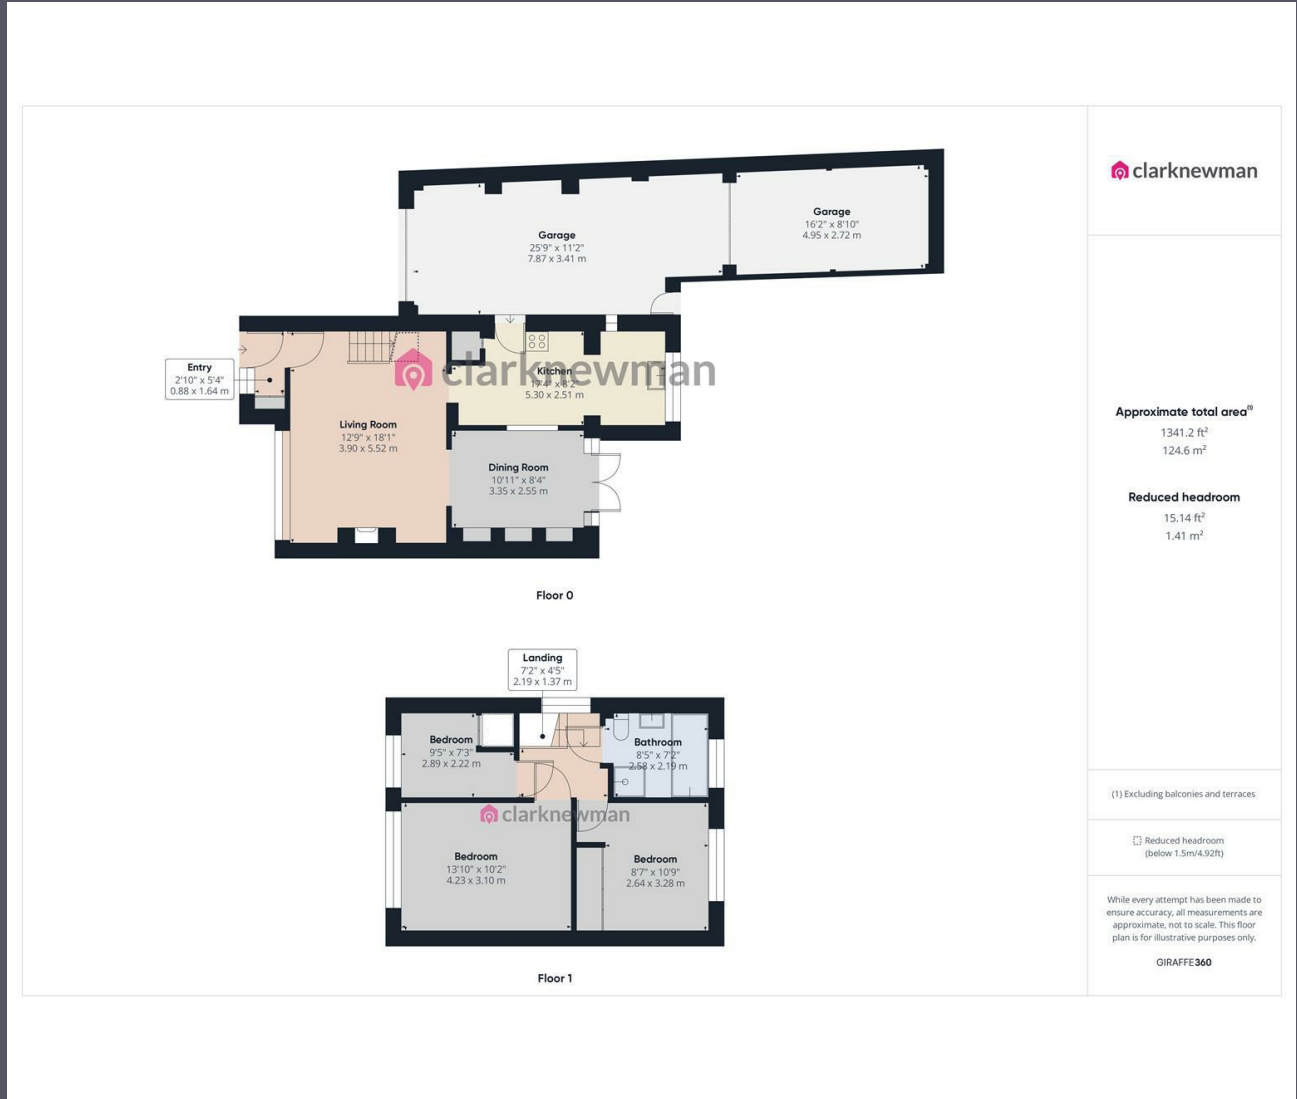 Garage
25'9" x 11'2"
7.87 x 3.41 m
Garage
16'2" x 8'10"
4.95 x 2.72 m
Entry
2'10" x 5'4"
0.88 x 1.64 m
Living Room
12'9" x 18'1"
3.90 x 5.52 m
Kitchen
17'4" x 8'2"
5.30 x 2.51 m
clarknewman
Dining Room
10'11" x 8'4"
3.35 x 2.55 m
Floor 0
Landing
7'2" x 4'5"
2.19 x 1.37 m
Bedroom
9'5" x 7'3"
2.89 x 2.22 m
Bathroom
8'5" x 7'2"
2.58 x 2.19 m
clarknewman
Bedroom
13'10" x 10'2"
4.23 x 3.10 m
Bedroom
8'7" x 10'9"
2.64 x 3.28 m
Floor 1
clarknewman
Approximate total area(1)
1341.2 ft²
124.6 m²
Reduced headroom
15.14 ft²
1.41 m²
(1) Excluding balconies and terraces
Reduced headroom
(below 1.5m/4.92ft)
While every attempt has been made to
ensure accuracy, all measurements are
approximate, not to scale. This floor
plan is for illustrative purposes only.
GIRAFFE360